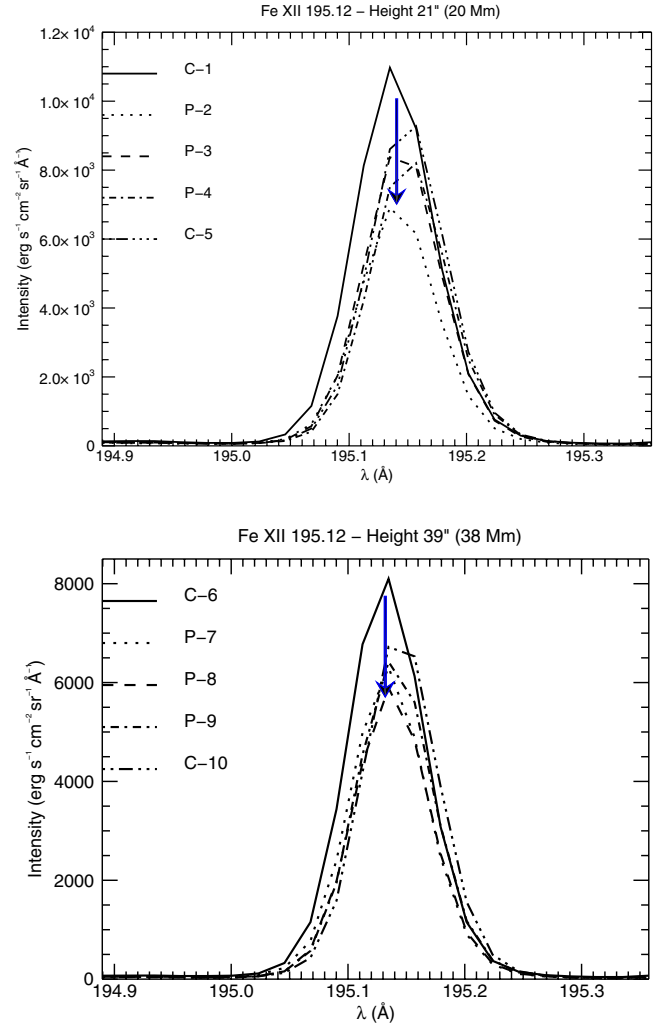 Fe XII 195.12 – Height 21" (20 Mm)
1.2× 10⁴
1.0× 10⁴
8.0× 10³
6.0× 10³
4.0× 10³
2.0× 10³
0
Intensity (erg s⁻¹ cm⁻² sr⁻¹ Å⁻¹)
C−1
P−2
P−3
P−4
C−5
194.9 195.0 195.1 195.2 195.3
λ (Å)
Fe XII 195.12 – Height 39" (38 Mm)
8000
6000
4000
2000
0
Intensity (erg s⁻¹ cm⁻² sr⁻¹ Å⁻¹)
C−6
P−7
P−8
P−9
C−10
194.9 195.0 195.1 195.2 195.3
λ (Å)